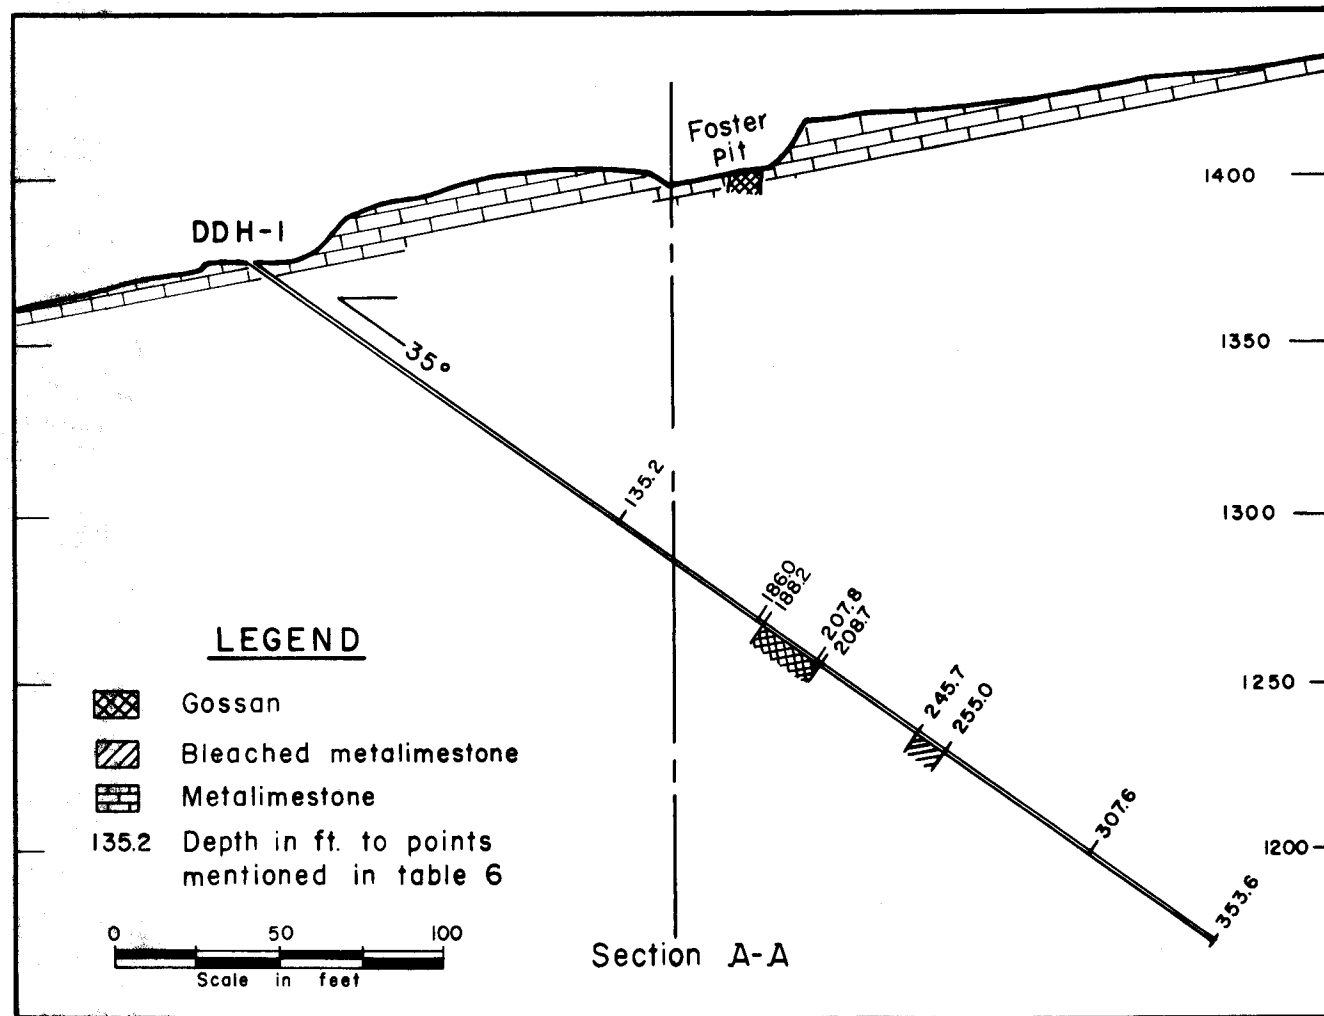 Foster
pit
1400
DDH-1
1350
35°
135.2
1300
186.0
188.2
207.8
208.7
245.7
255.0
1250
307.6
1200
353.6
LEGEND
Gossan
Bleached metalimestone
Metalimestone
135.2 Depth in ft. to points
mentioned in table 6
0 50 100
Scale in feet
Section A-A